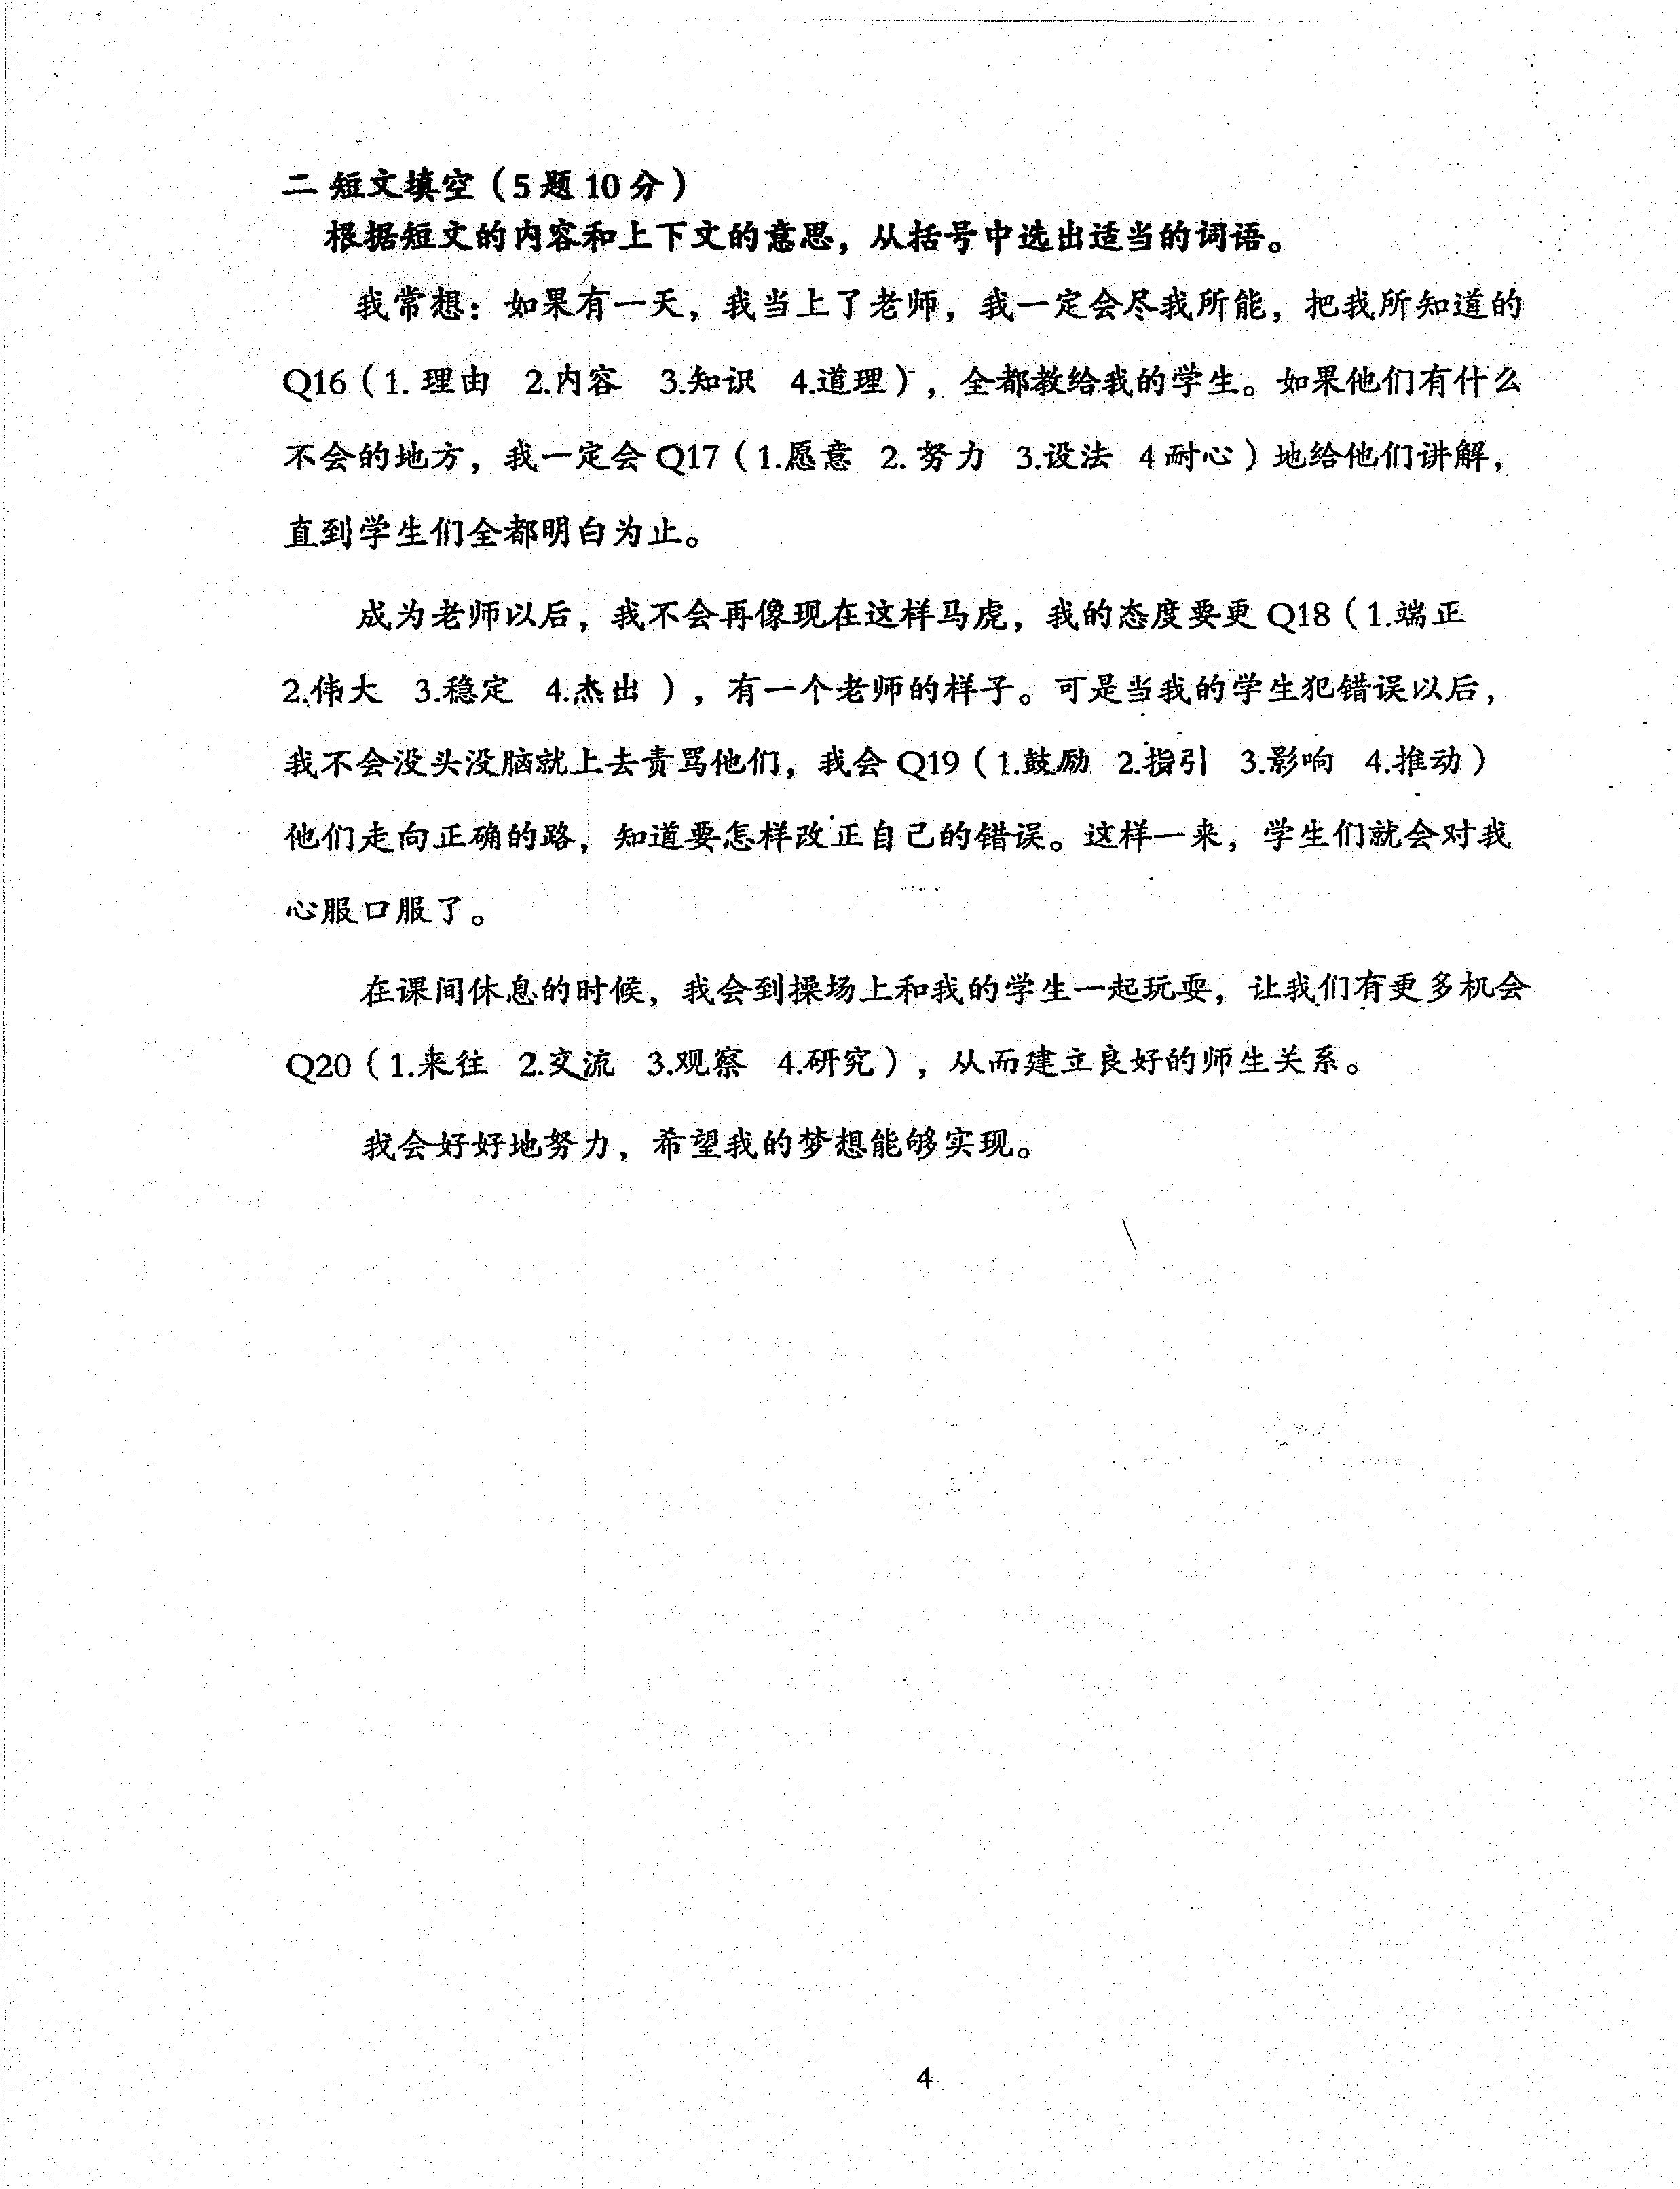 二 短文填空（5题10分）
根据短文的内容和上下文的意思，从括号中选出适当的词语。
我常想：如果有一天，我当上了老师，我一定会尽我所能，把我所知道的
Q16（1. 理由 2.内容 3.知识 4.道理），全都教给我的学生。如果他们有什么
不会的地方，我一定会 Q17（1.愿意 2. 努力 3.设法 4 耐心）地给他们讲解，
直到学生们全都明白为止。
成为老师以后，我不会再像现在这样马虎，我的态度要更 Q18（1.端正
2.伟大 3.稳定 4.杰出 ），有一个老师的样子。可是当我的学生犯错误以后，
我不会没头没脑就上去责骂他们，我会 Q19（1.鼓励 2.指引 3.影响 4.推动）
他们走向正确的路，知道要怎样改正自己的错误。这样一来，学生们就会对我
心服口服了。
在课间休息的时候，我会到操场上和我的学生一起玩耍，让我们有更多机会
Q20（1.来往 2.交流 3.观察 4.研究），从而建立良好的师生关系。
我会好好地努力，希望我的梦想能够实现。
4